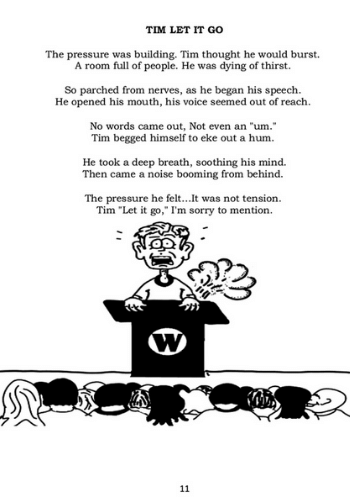 TIM LET IT GO
The pressure was building. Tim thought he would burst.
A room full of people. He was dying of thirst.
So parched from nerves, as he began his speech.
He opened his mouth, his voice seemed out of reach.
No words came out, Not even an "um."
Tim begged himself to eke out a hum.
He took a deep breath, soothing his mind.
Then came a noise booming from behind.
The pressure he felt...It was not tension.
Tim "Let it go," I'm sorry to mention.
W
11